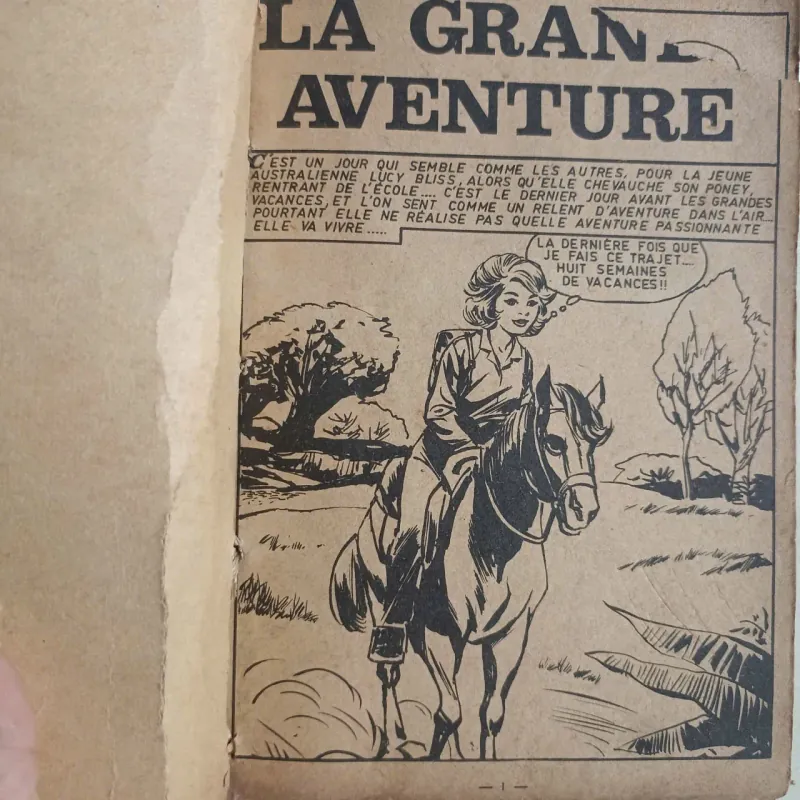 LA GRAN
AVENTURE
C'EST UN JOUR QUI SEMBLE COMME LES AUTRES, POUR LA JEUNE
AUSTRALIENNE LUCY BLISS, ALORS QU'ELLE CHEVAUCHE SON PONEY,
RENTRANT DE L'ÉCOLE.... C'EST LE DERNIER JOUR AVANT LES GRANDES
VACANCES, ET L'ON SENT COMME UN RELENT D'AVENTURE DANS L'AIR...
POURTANT ELLE NE RÉALISE PAS QUELLE AVENTURE PASSIONNANTE
ELLE VA VIVRE.....
LA DERNIÈRE FOIS QUE
JE FAIS CE TRAJET....
HUIT SEMAINES
DE VACANCES!!
— 1 —